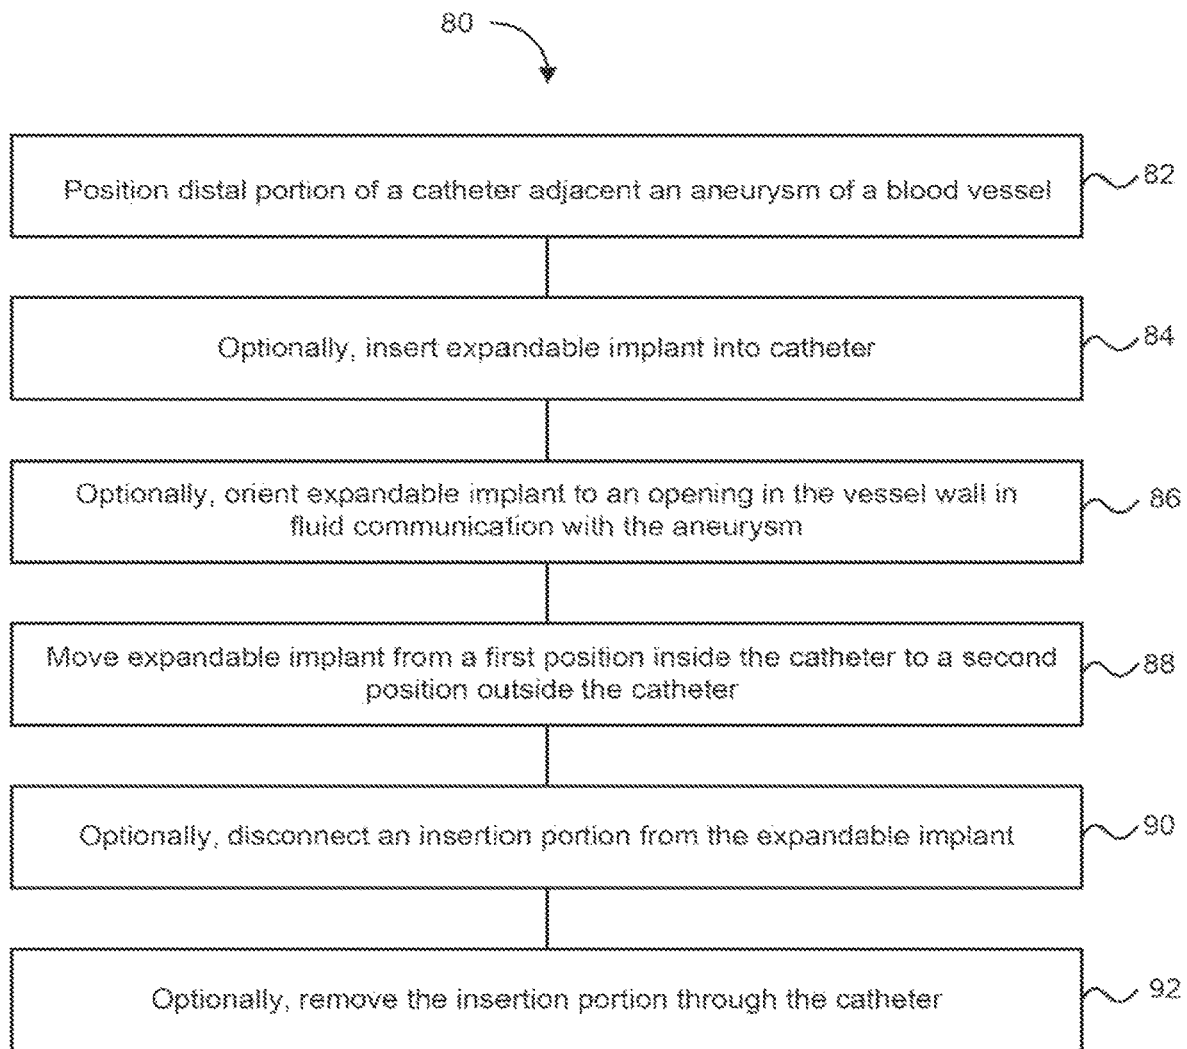 80
Position distal portion of a catheter adjacent an aneurysm of a blood vessel
82
Optionally, insert expandable implant into catheter
84
Optionally, orient expandable implant to an opening in the vessel wall in
fluid communication with the aneurysm
86
Move expandable implant from a first position inside the catheter to a second
position outside the catheter
88
Optionally, disconnect an insertion portion from the expandable implant
90
Optionally, remove the insertion portion through the catheter
92